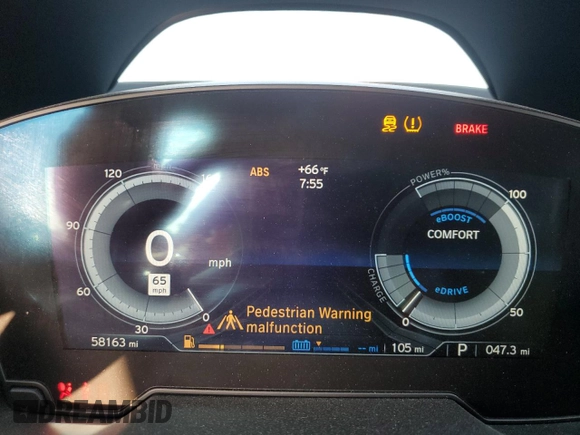 BRAKE
ABS
+66°F
7:55
120
90
60
30
0
0
mph
65
mph
POWER%
100
50
0
eBOOST
COMFORT
CHARGE
eDRIVE
Pedestrian Warning
malfunction
58163 mi
-- mi
105 mi
P
047.3 mi
DREAMBID